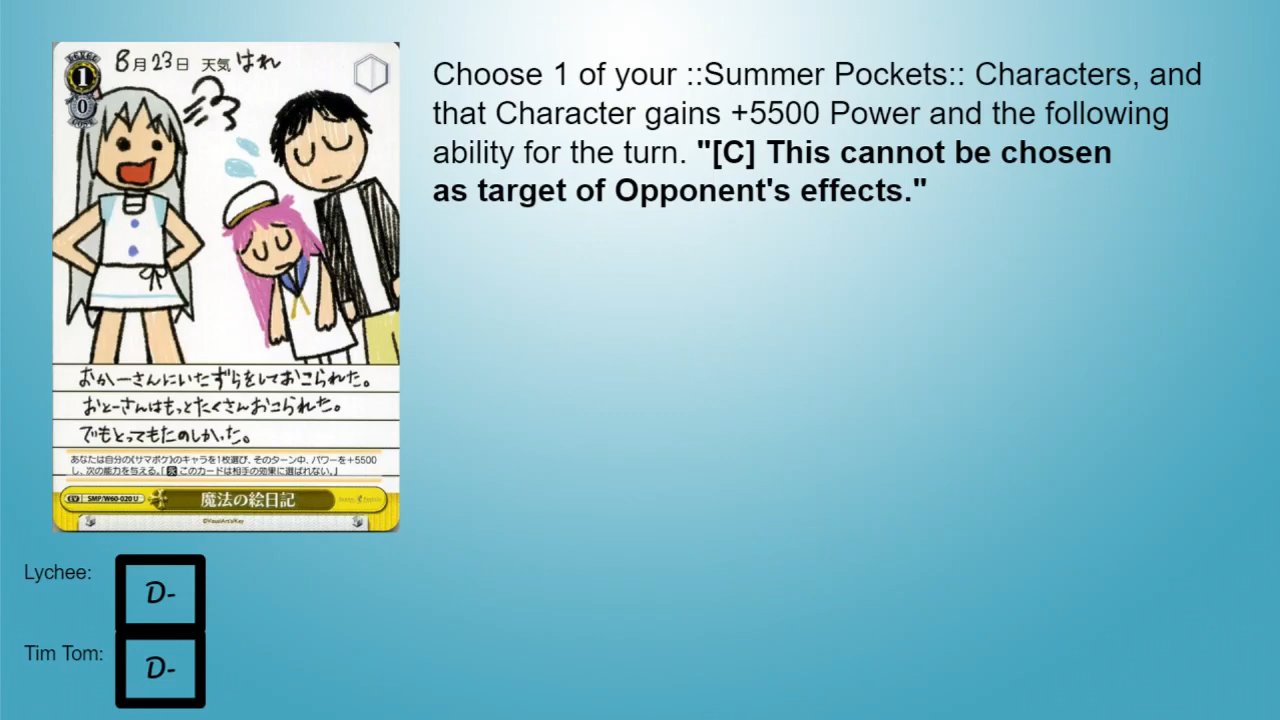 1
0
8月23日 天気 はれ
おかーさんにいたずらをしておこられた。
おとーさんはもっとたくさんおこられた。
でもとってもたのしかった。
あなたは自分の《サマポケ》のキャラを1枚選び、そのターン中、パワーを+5500
し、次の能力を与える。『【永】 このカードは相手の効果に選ばれない。』
EV SMP/W60-020 U
魔法の絵日記
©VisualArt's/Key
Choose 1 of your ::Summer Pockets:: Characters, and
that Character gains +5500 Power and the following
ability for the turn. "[C] This cannot be chosen
as target of Opponent's effects."
Lychee:
D-
Tim Tom:
D-